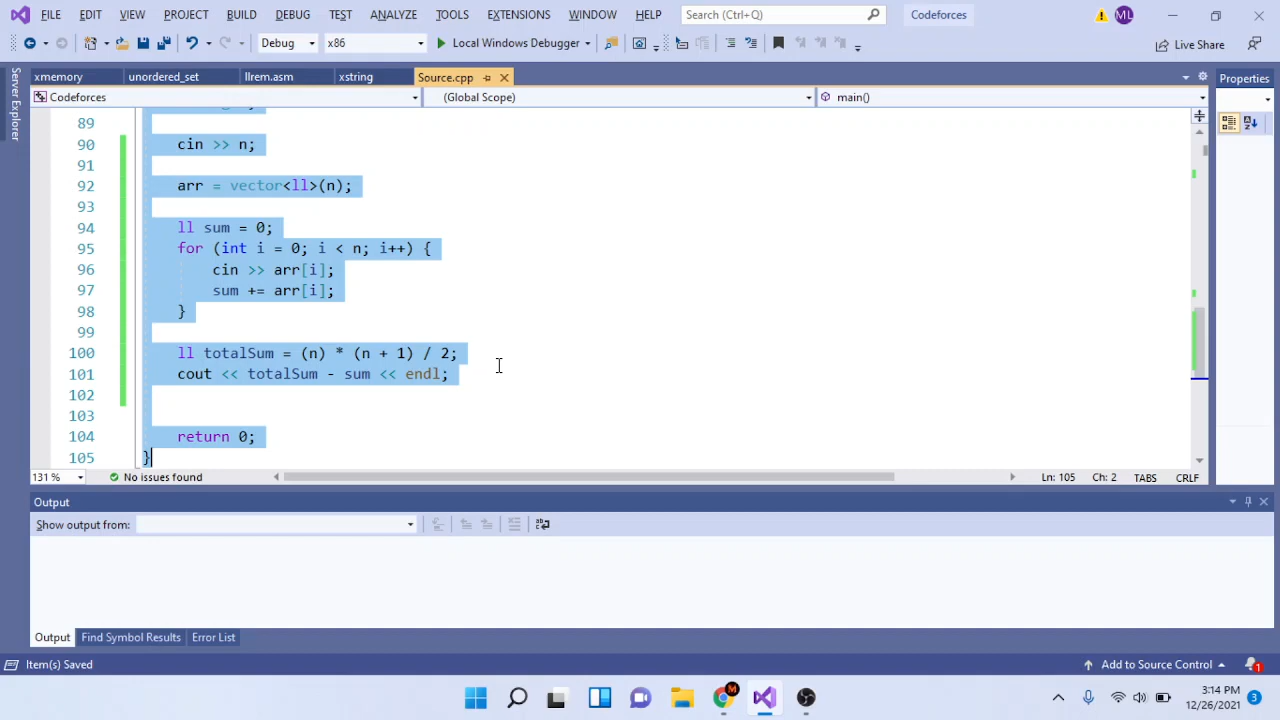 FILE EDIT VIEW PROJECT BUILD DEBUG TEST ANALYZE TOOLS EXTENSIONS WINDOW HELP Search (Ctrl+Q) Codeforces ML
Debug x86 Local Windows Debugger Live Share
Server Explorer
xmemory unordered_set llrem.asm xstring Source.cpp Properties
Codeforces (Global Scope) main()
89
90 cin >> n;
91
92 arr = vector<ll>(n);
93
94 ll sum = 0;
95 for (int i = 0; i < n; i++) {
96 cin >> arr[i];
97 sum += arr[i];
98 }
99
100 ll totalSum = (n) * (n + 1) / 2;
101 cout << totalSum - sum << endl;
102
103
104 return 0;
105 }
131 % No issues found Ln: 105 Ch: 2 TABS CRLF
Output
Show output from:
Output Find Symbol Results Error List
Item(s) Saved Add to Source Control 1
M 3:14 PM
12/26/2021 3